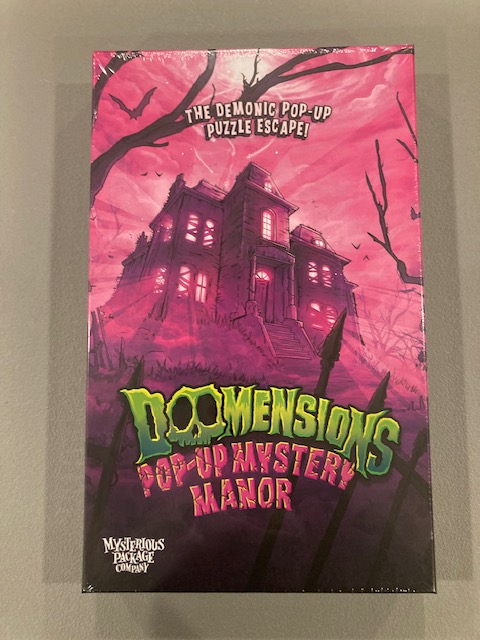 THE DEMONIC POP-UP
PUZZLE ESCAPE!
DOOMENSIONS
POP-UP MYSTERY
MANOR
MYSTERIOUS
PACKAGE
COMPANY